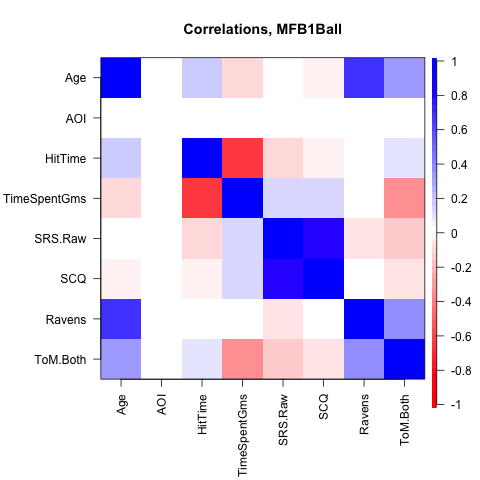 Correlations, MFB1Ball
Age
AOI
HitTime
TimeSpentGms
SRS.Raw
SCQ
Ravens
ToM.Both
1
0.8
0.6
0.4
0.2
0
-0.2
-0.4
-0.6
-0.8
-1
Age
AOI
HitTime
TimeSpentGms
SRS.Raw
SCQ
Ravens
ToM.Both